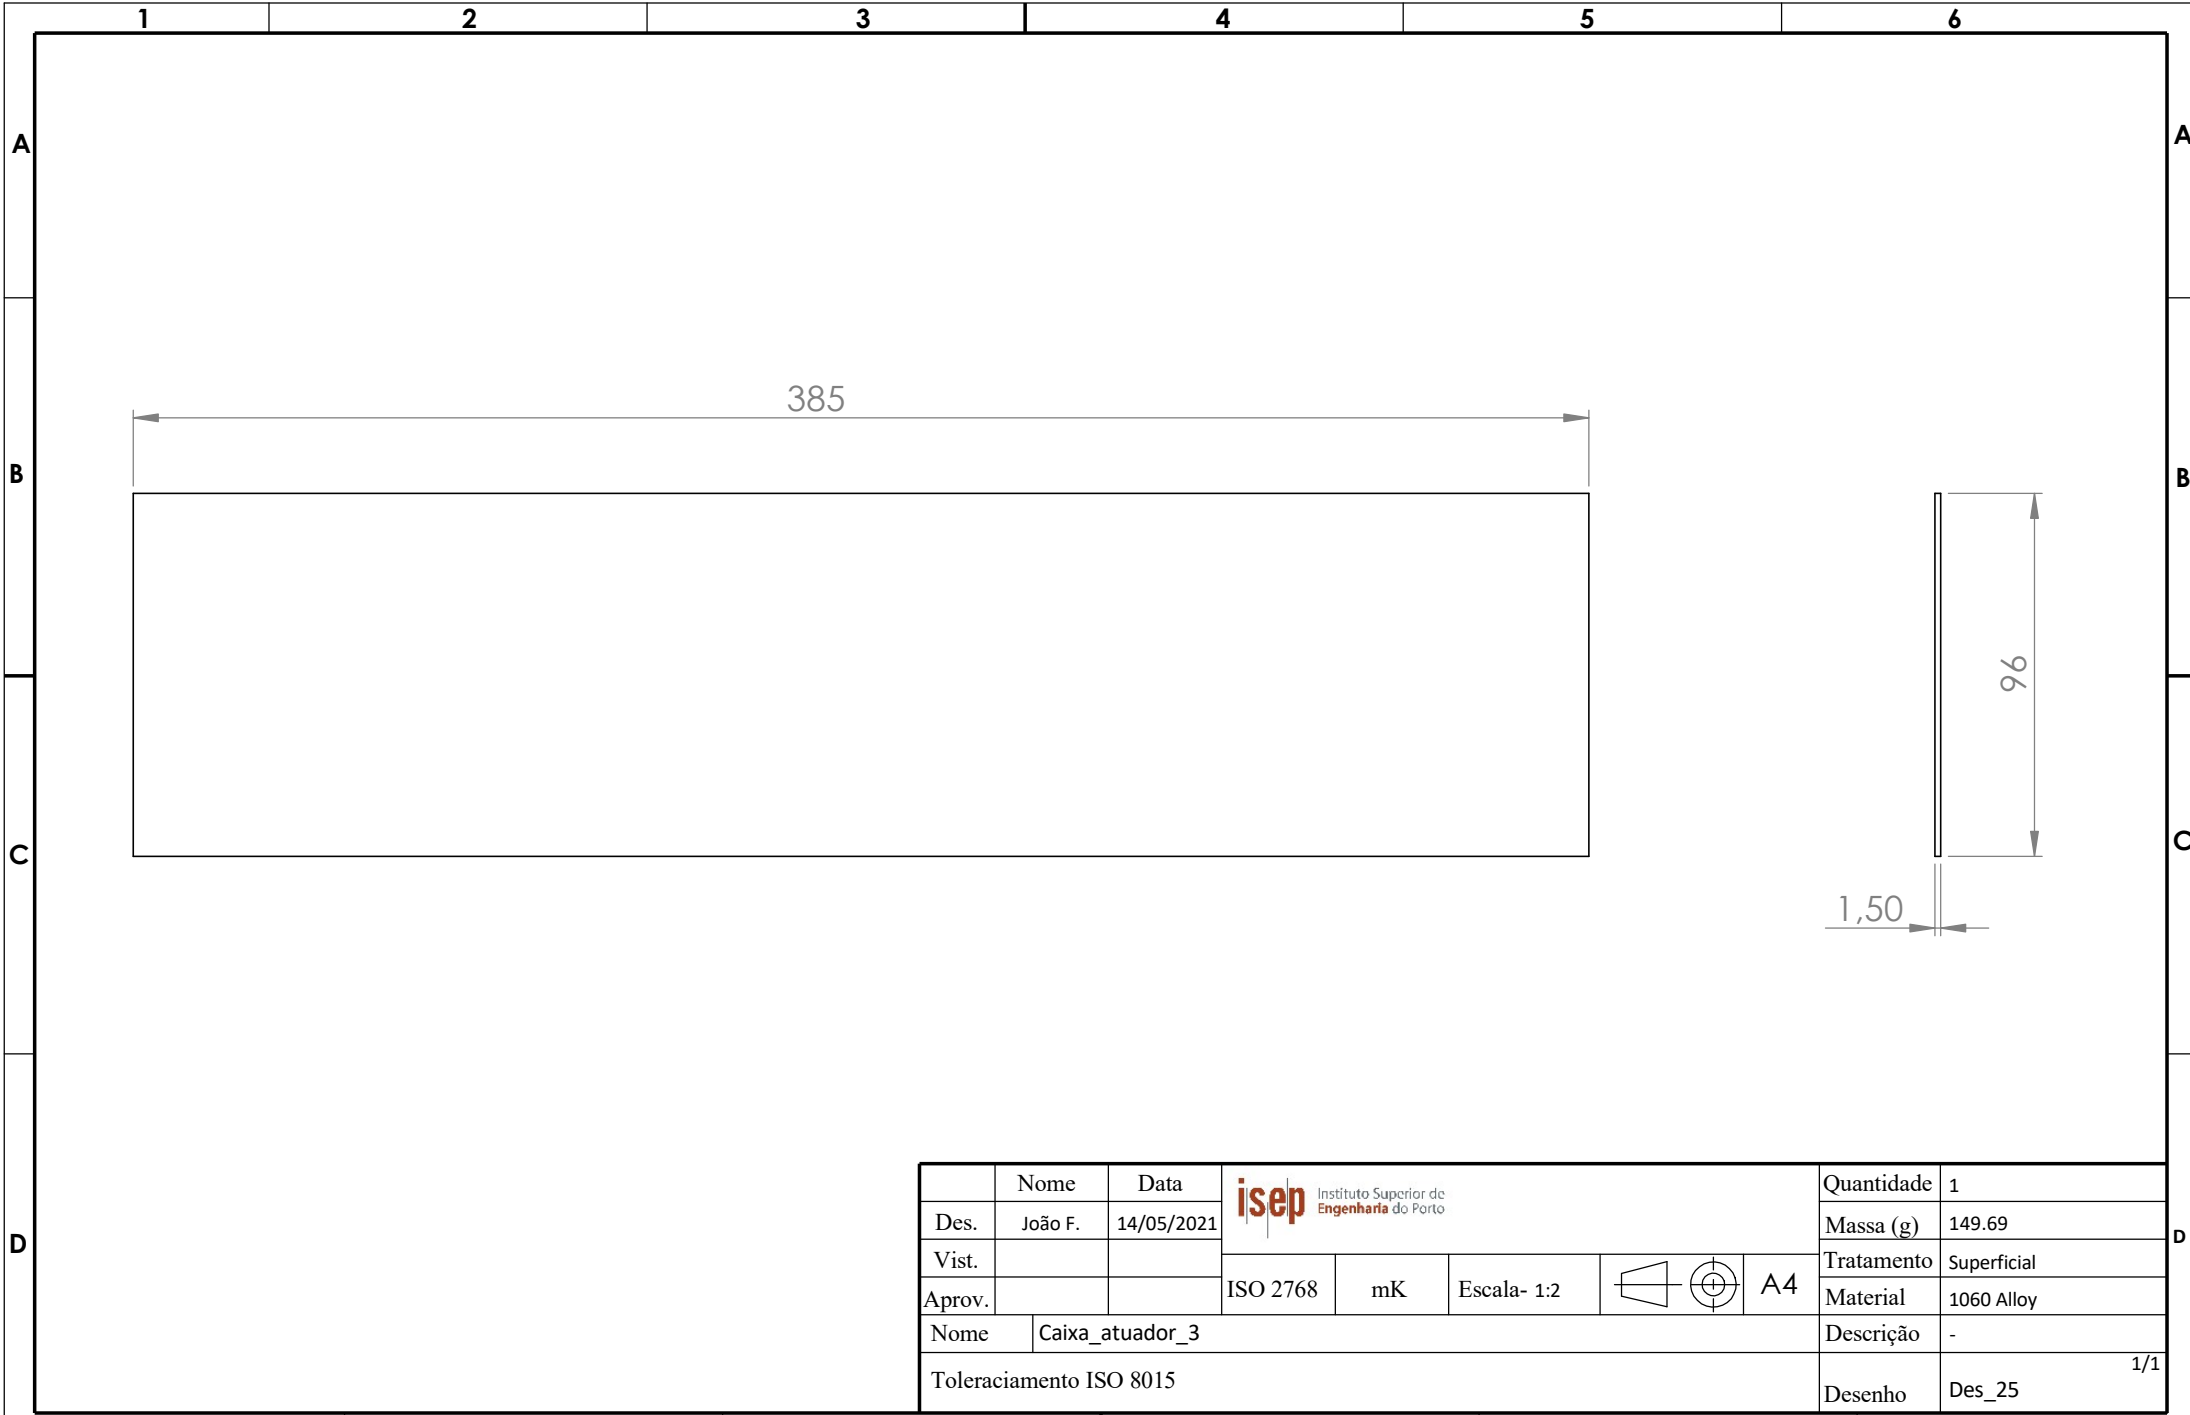 1 2 3 4 5 6
A A
385
B B
96
C C
1,50
D D
Nome Data
Des. João F. 14/05/2021
Vist.
Aprov.
isep Instituto Superior de
Engenharia do Porto
ISO 2768 mK Escala- 1:2 A4
Quantidade 1
Massa (g) 149.69
Tratamento Superficial
Material 1060 Alloy
Nome Caixa_atuador_3
Descrição -
Toleraciamento ISO 8015
1/1
Desenho Des_25